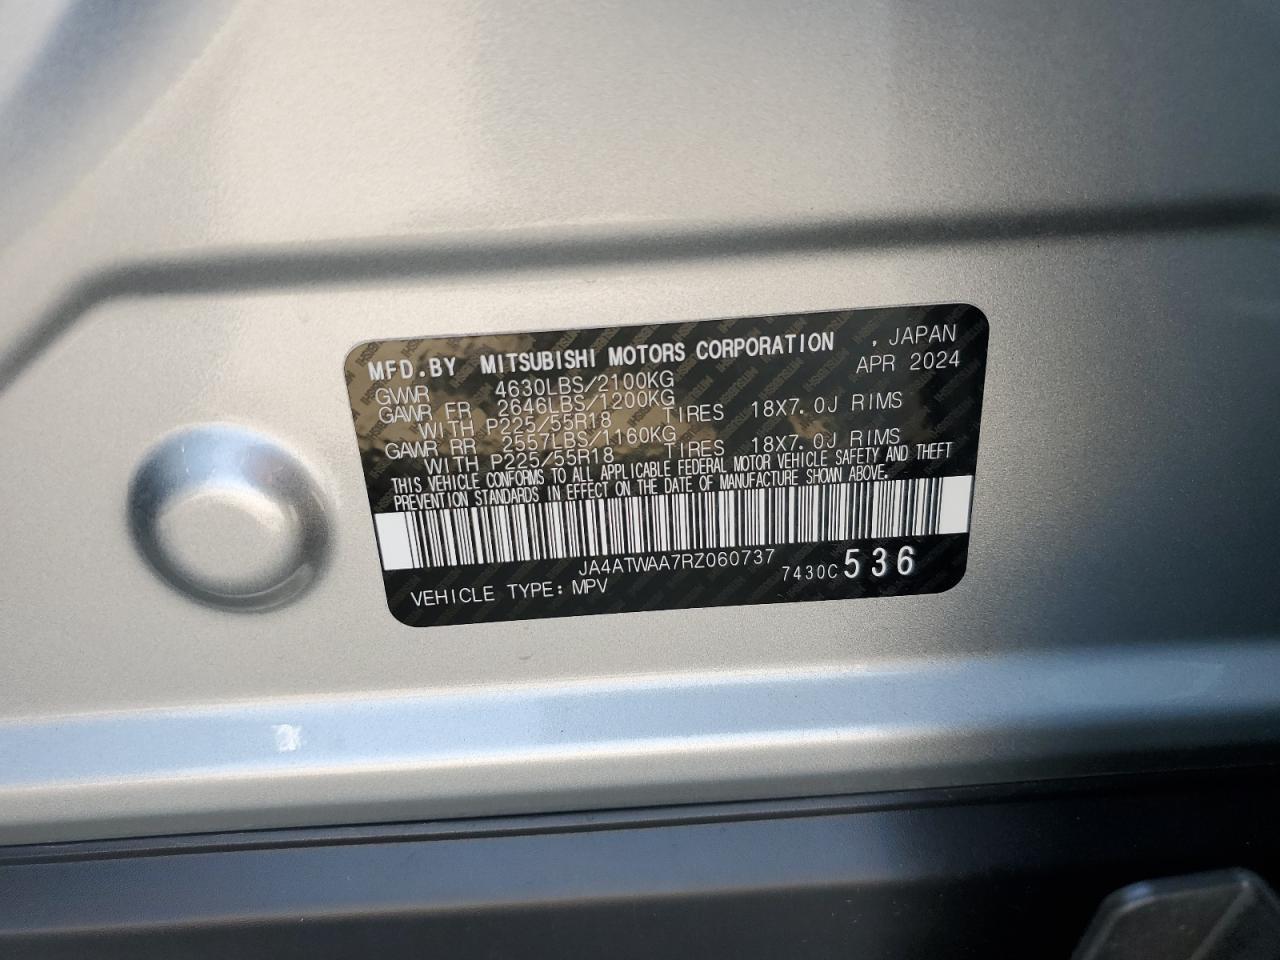 MFD.BY MITSUBISHI MOTORS CORPORATION , JAPAN
GVWR 4630LBS/2100KG APR 2024
GAWR FR 2646LBS/1200KG
WITH P225/55R18 TIRES 18X7.0J RIMS
GAWR RR 2557LBS/1160KG
WITH P225/55R18 TIRES 18X7.0J RIMS
THIS VEHICLE CONFORMS TO ALL APPLICABLE FEDERAL MOTOR VEHICLE SAFETY AND THEFT
PREVENTION STANDARDS IN EFFECT ON THE DATE OF MANUFACTURE SHOWN ABOVE.
JA4ATWAA7RZ060737
VEHICLE TYPE: MPV 7430C 536